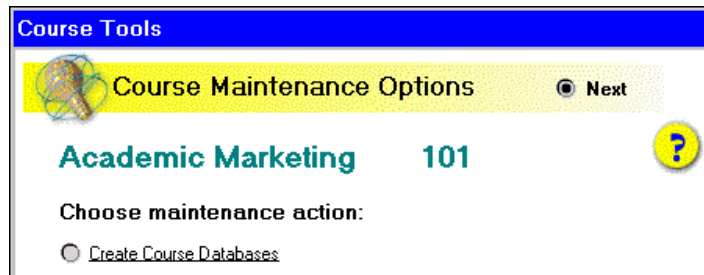 Course Tools
Course Maintenance Options Next
Academic Marketing 101
?
Choose maintenance action:
Create Course Databases